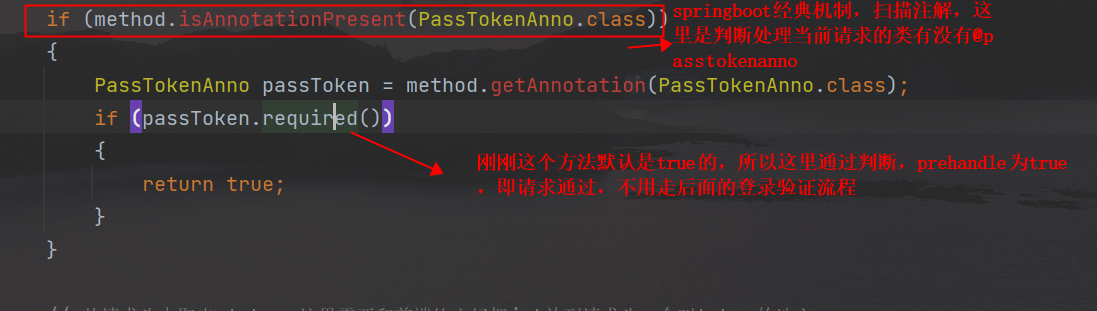 if (method.isAnnotationPresent(PassTokenAnno.class))
springboot经典机制，扫描注解，这
里是判断处理当前请求的类有没有@p
asstokenanno
{
PassTokenAnno passToken = method.getAnnotation(PassTokenAnno.class);
if (passToken.required())
{
刚刚这个方法默认是true的，所以这里通过判断，prehandle为true
，即请求通过，不用走后面的登录验证流程
return true;
}
}